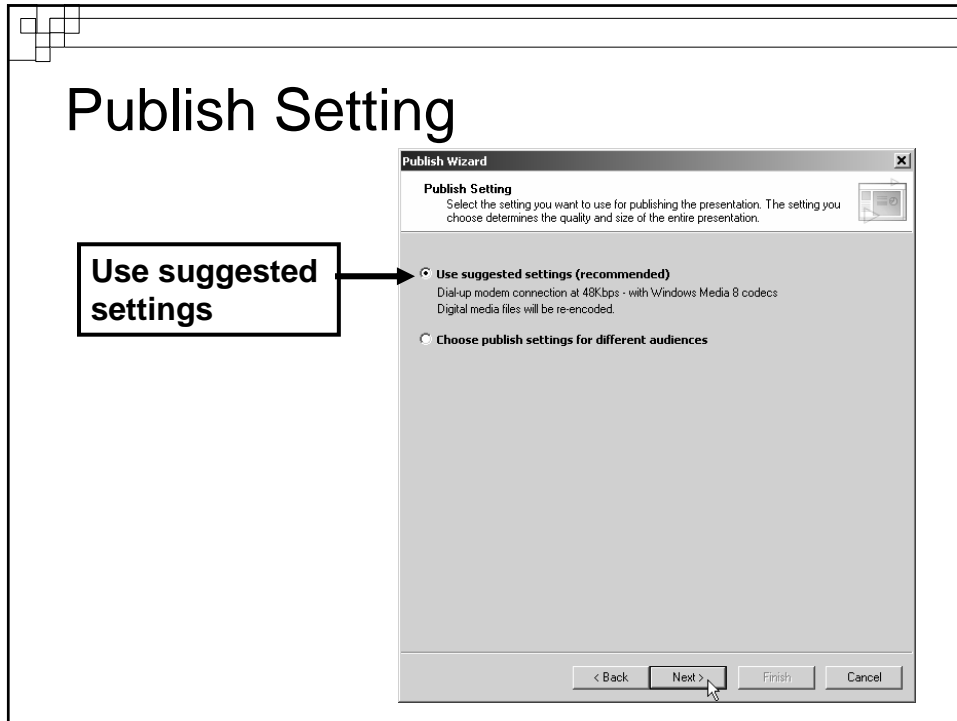 Publish Setting
Publish Wizard
Publish Setting
Select the setting you want to use for publishing the presentation. The setting you
choose determines the quality and size of the entire presentation.
Use suggested
settings
Use suggested settings (recommended)
Dial-up modem connection at 48Kbps - with Windows Media 8 codecs
Digital media files will be re-encoded.
Choose publish settings for different audiences
< Back Next > Finish Cancel